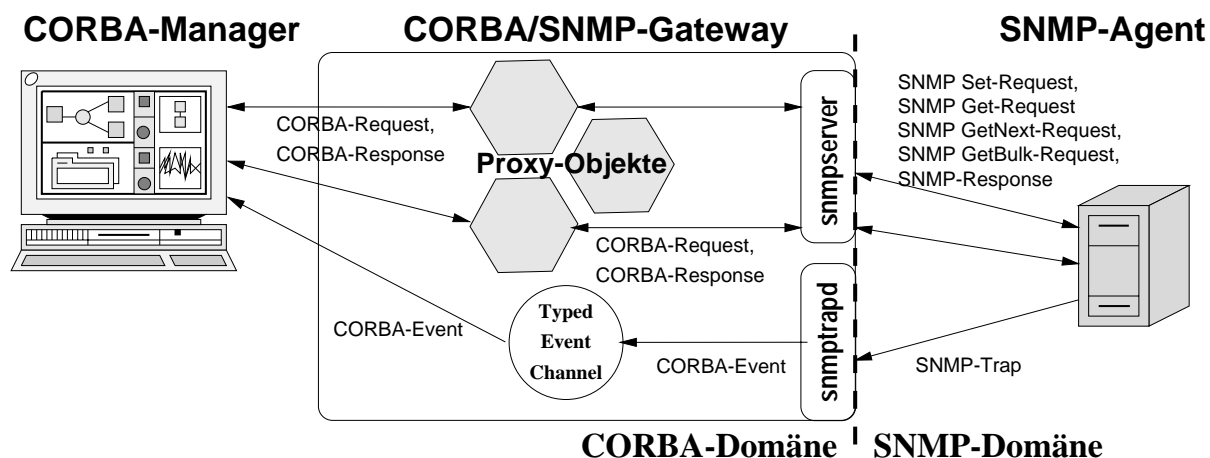 CORBA-Manager
CORBA/SNMP-Gateway
SNMP-Agent
CORBA-Request,
CORBA-Response
Proxy-Objekte
snmpserver
SNMP Set-Request,
SNMP Get-Request
SNMP GetNext-Request,
SNMP GetBulk-Request,
SNMP-Response
CORBA-Request,
CORBA-Response
CORBA-Event
Typed
Event
Channel
CORBA-Event
snmptrapd
SNMP-Trap
CORBA-Domäne
SNMP-Domäne